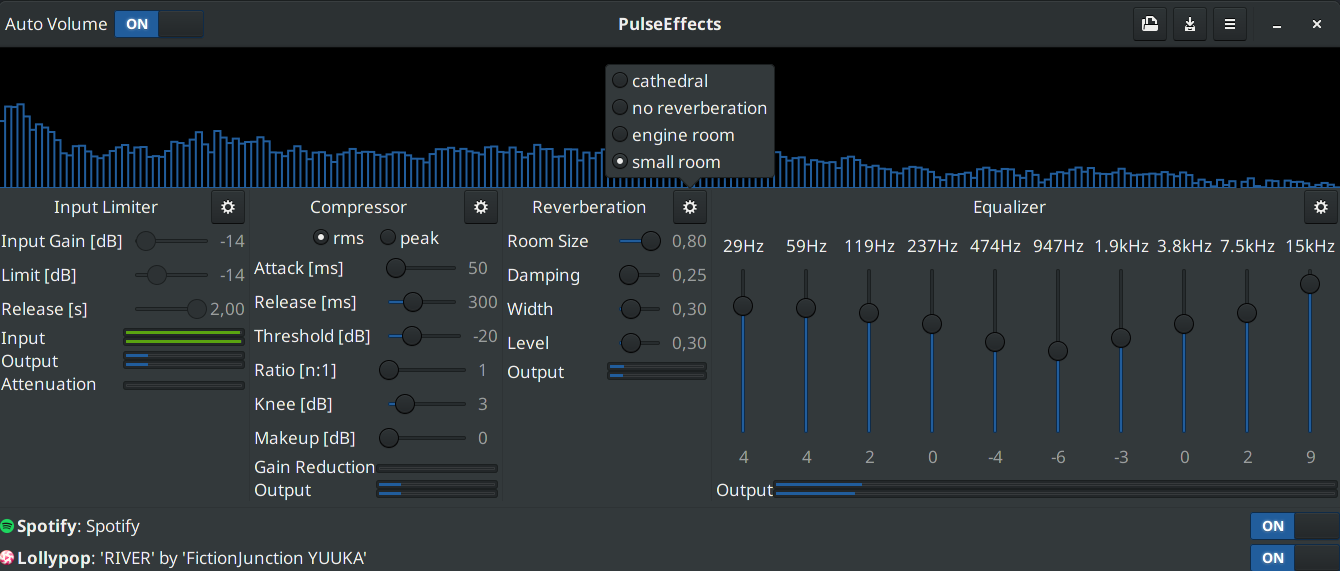 Auto Volume ON PulseEffects
cathedral
no reverberation
engine room
small room
Input Limiter
Input Gain [dB] -14
Limit [dB] -14
Release [s] 2,00
Input
Output
Attenuation
Compressor
rms peak
Attack [ms] 50
Release [ms] 300
Threshold [dB] -20
Ratio [n:1] 1
Knee [dB] 3
Makeup [dB] 0
Gain Reduction
Output
Reverberation
Room Size 0,80
Damping 0,25
Width 0,30
Level 0,30
Output
Equalizer
29Hz 59Hz 119Hz 237Hz 474Hz 947Hz 1.9kHz 3.8kHz 7.5kHz 15kHz
4 4 2 0 -4 -6 -3 0 2 9
Output
Spotify: Spotify ON
Lollypop: 'RIVER' by 'FictionJunction YUUKA' ON